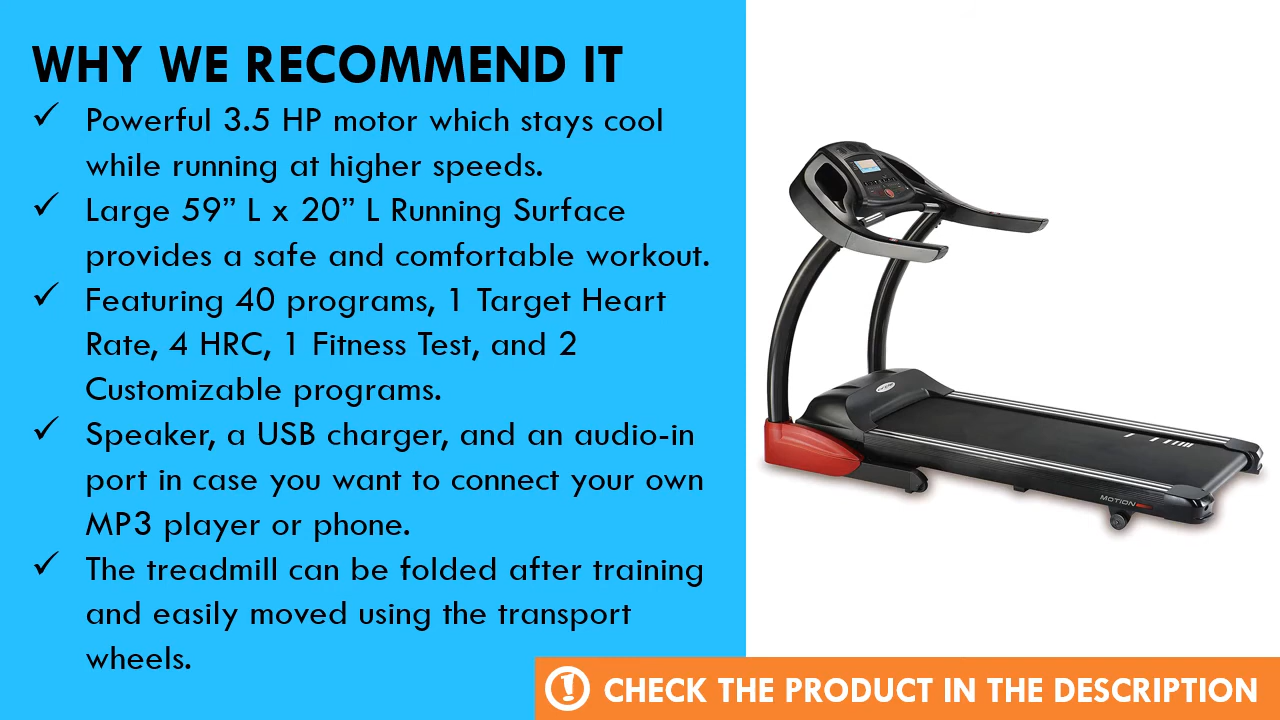 WHY WE RECOMMEND IT
✓ Powerful 3.5 HP motor which stays cool
while running at higher speeds.
✓ Large 59” L x 20” L Running Surface
provides a safe and comfortable workout.
✓ Featuring 40 programs, 1 Target Heart
Rate, 4 HRC, 1 Fitness Test, and 2
Customizable programs.
✓ Speaker, a USB charger, and an audio-in
port in case you want to connect your own
MP3 player or phone.
✓ The treadmill can be folded after training
and easily moved using the transport
wheels.
MOTION
! CHECK THE PRODUCT IN THE DESCRIPTION